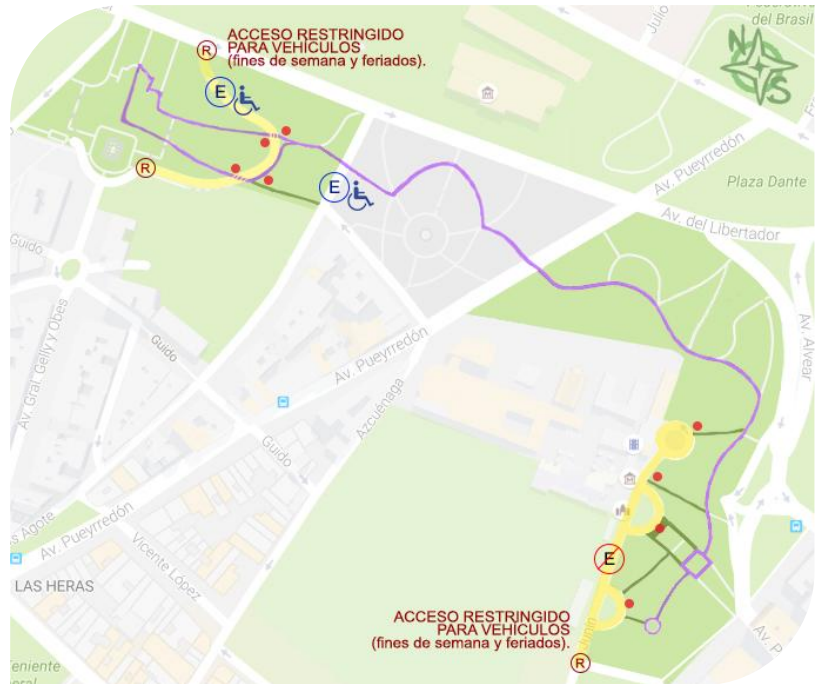 ACCESO RESTRINGIDO
PARA VEHÍCULOS
(fines de semana y feriados).
R
E
N
S
Julio
del Brasil
Av. Pueyrredón
Plaza Dante
R
E
Av. del Libertador
Guido
Av. Alvear
Av. Gral. Gelly y Obes
Guido
Av. Pueyrredón
Azcuénaga
Guido
Agote
Av. Pueyrredón
Vicente López
E
LAS HERAS
ACCESO RESTRINGIDO
PARA VEHÍCULOS
(fines de semana y feriados).
Junín
R
Av. P